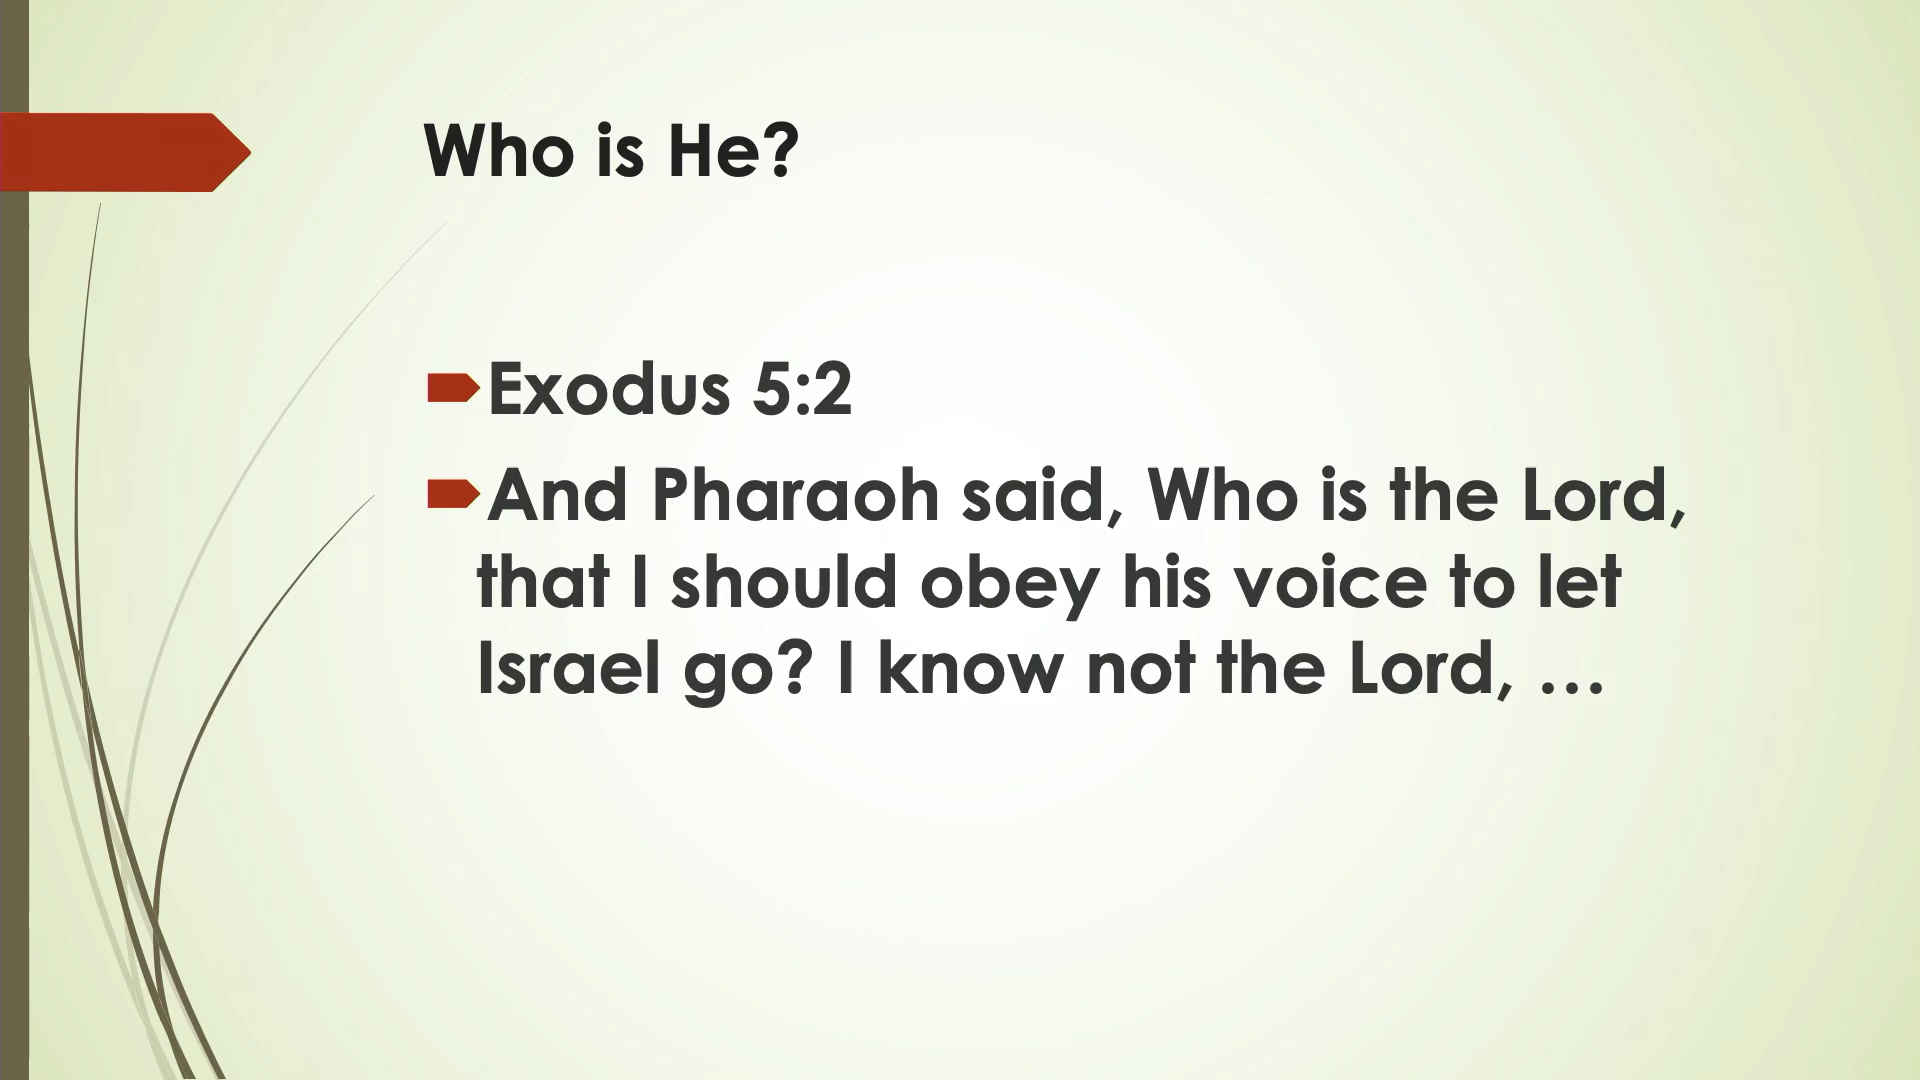 Who is He?
Exodus 5:2
And Pharaoh said, Who is the Lord,
that I should obey his voice to let
Israel go? I know not the Lord, …